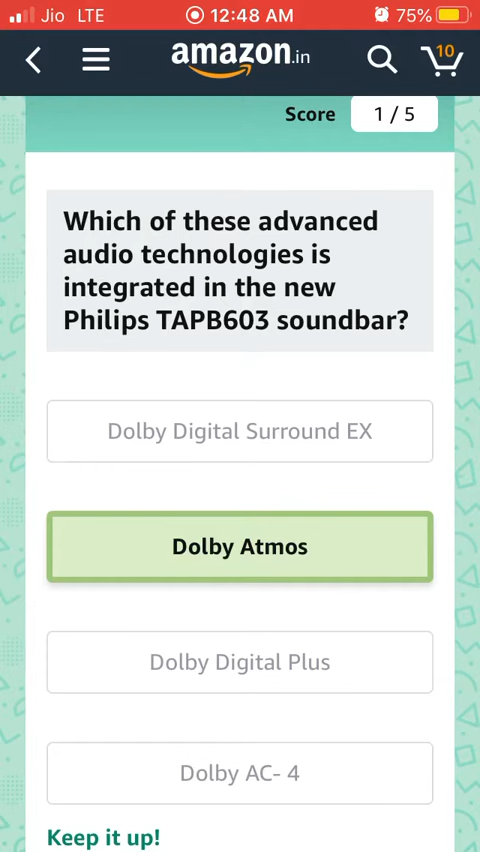 Jio LTE 12:48 AM 75%
amazon.in 10
Score 1 / 5
Which of these advanced
audio technologies is
integrated in the new
Philips TAPB603 soundbar?
Dolby Digital Surround EX
Dolby Atmos
Dolby Digital Plus
Dolby AC- 4
Keep it up!